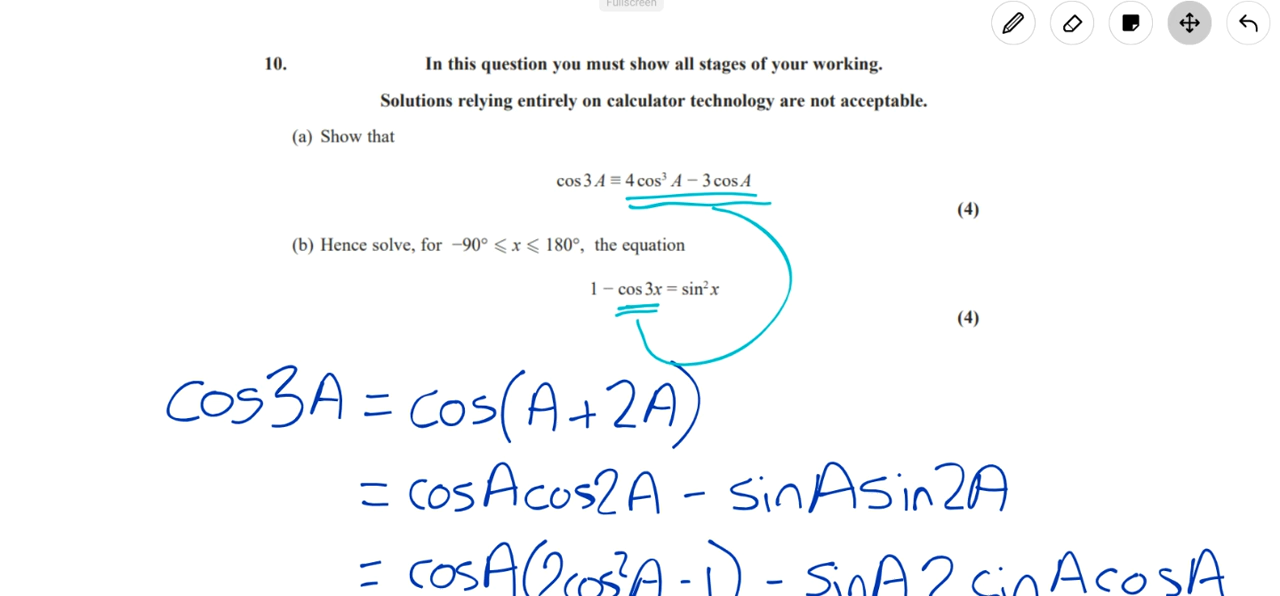 Fullscreen
10. In this question you must show all stages of your working.
Solutions relying entirely on calculator technology are not acceptable.
(a) Show that
cos 3A ≡ 4 cos³ A − 3 cos A
(4)
(b) Hence solve, for −90° ⩽ x ⩽ 180°, the equation
1 − cos 3x = sin² x
(4)
cos3A = cos(A+2A)
= cosAcos2A - sinAsin2A
= cosA(2cos²A-1) - sinA2sinAcosA